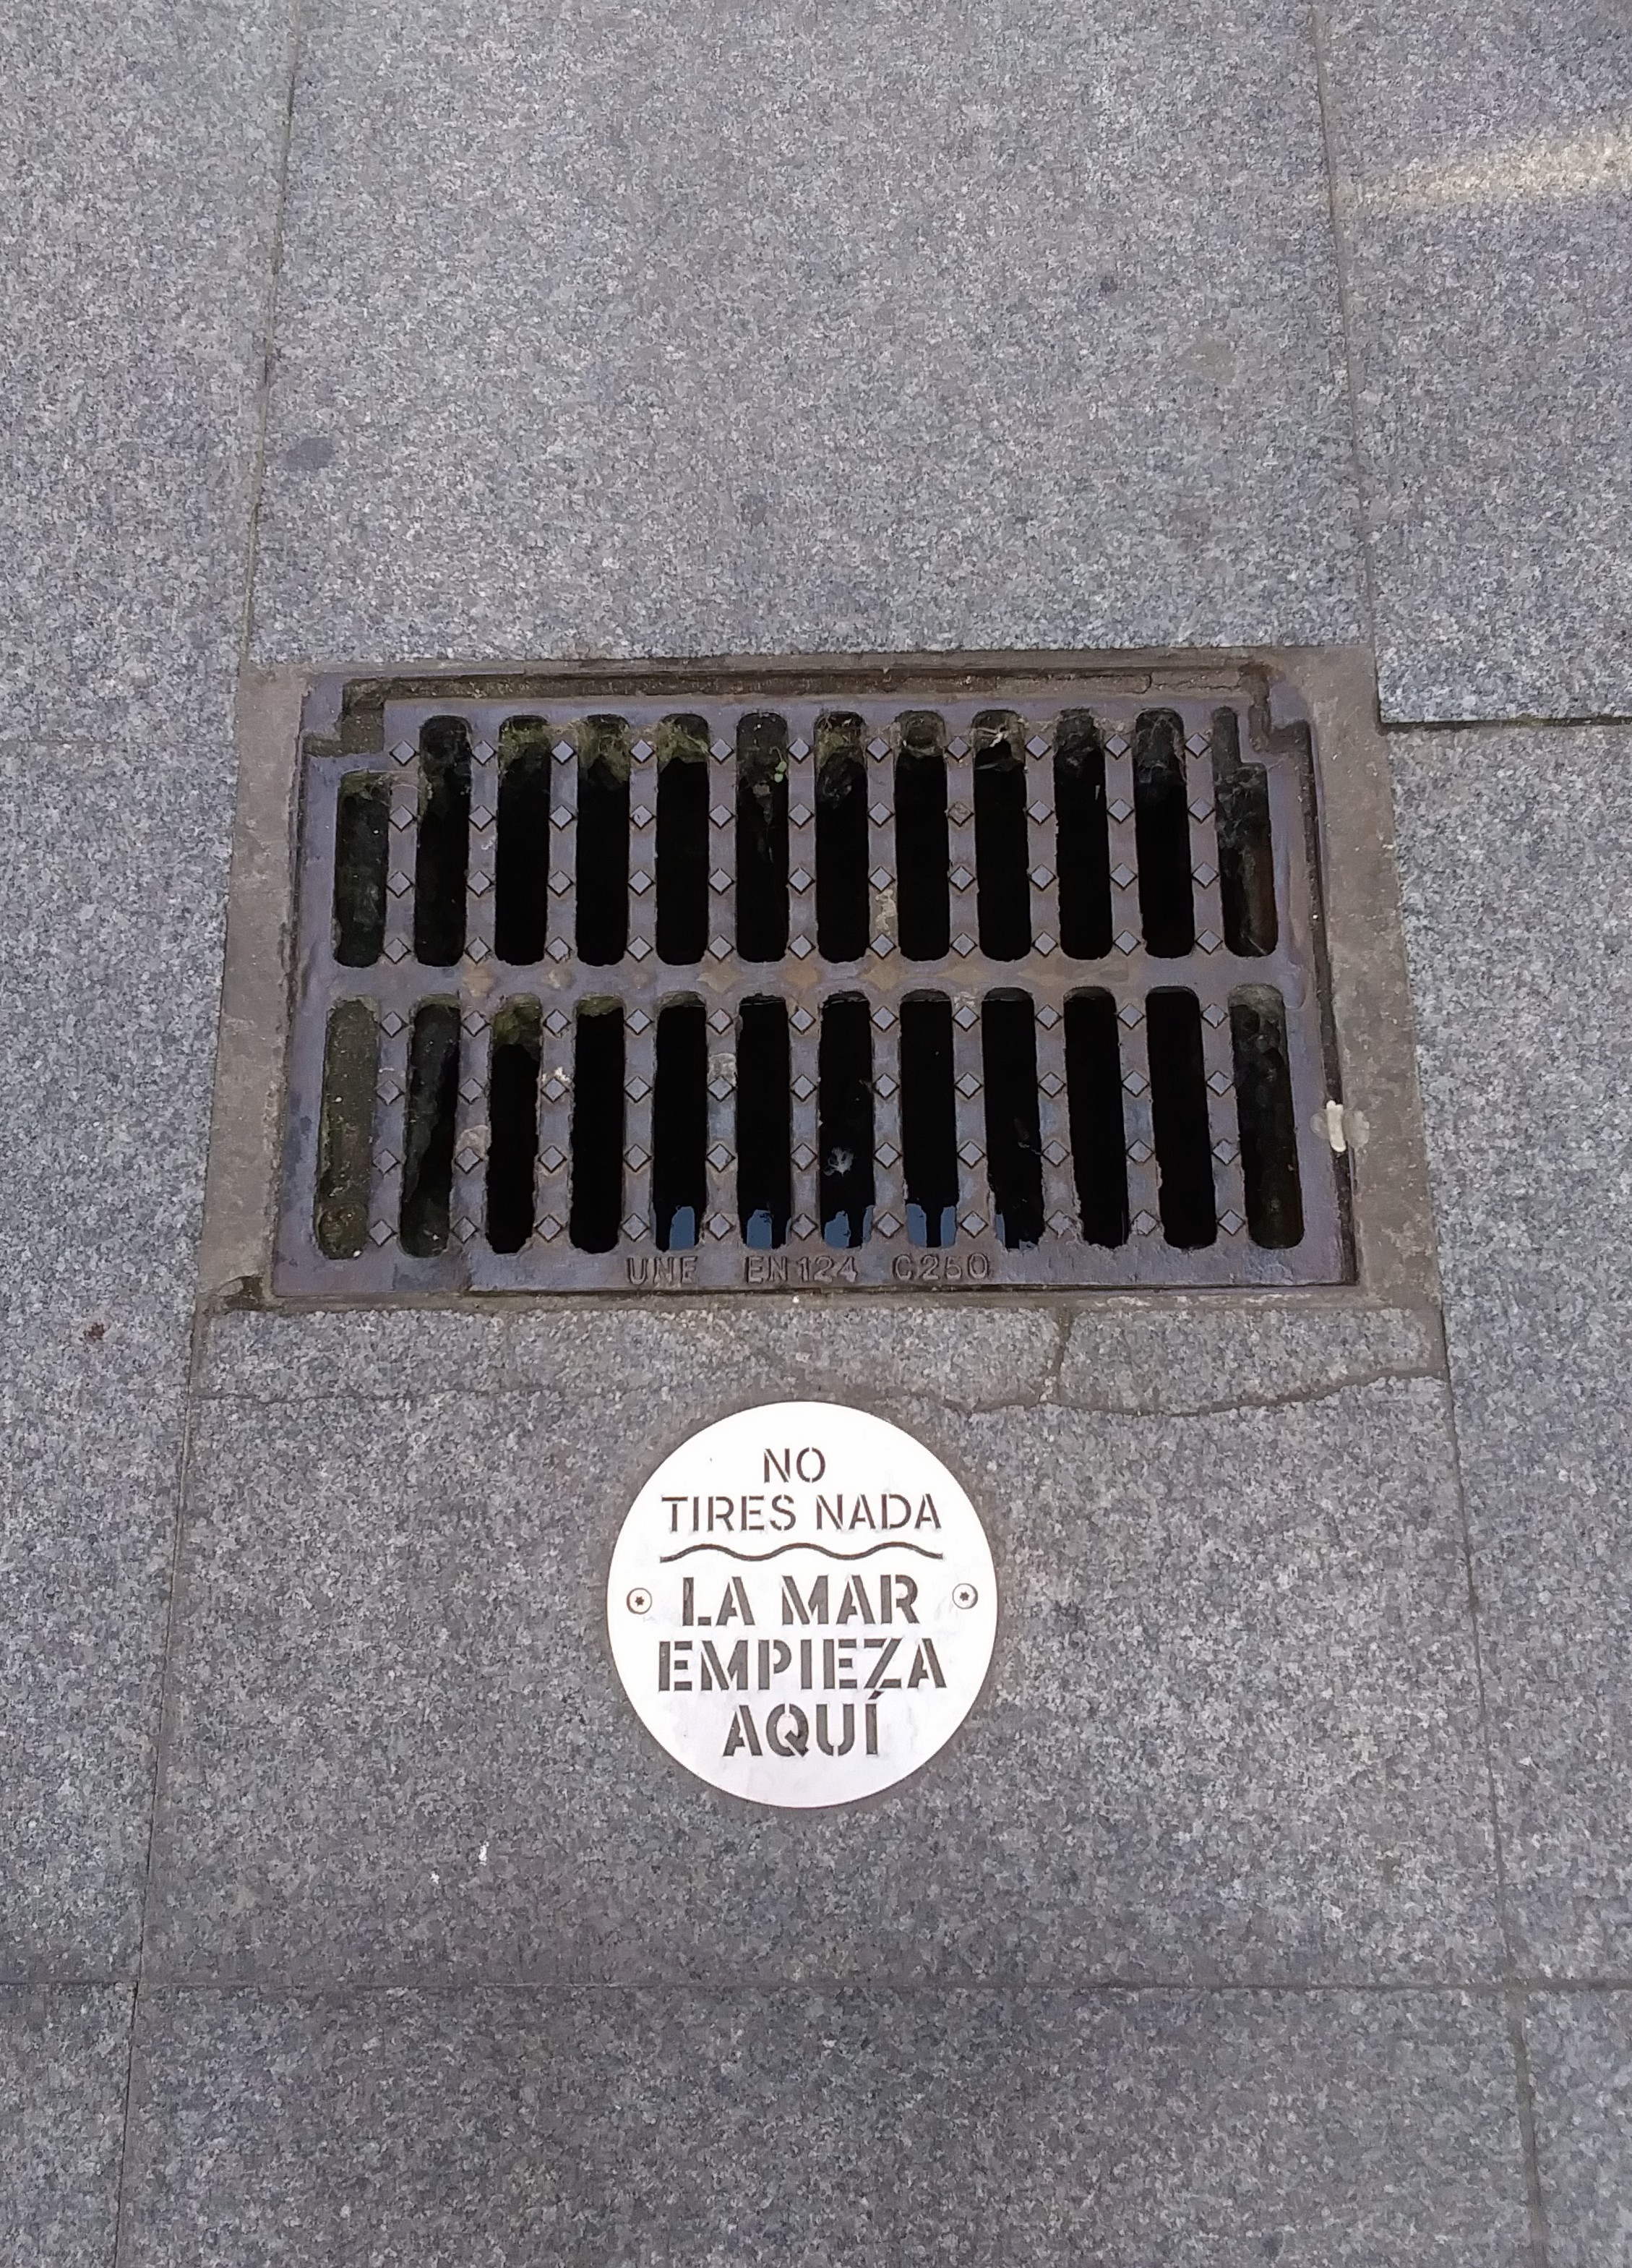 UNE EN124 C250
NO
TIRES NADA
LA MAR
EMPIEZA
AQUÍ